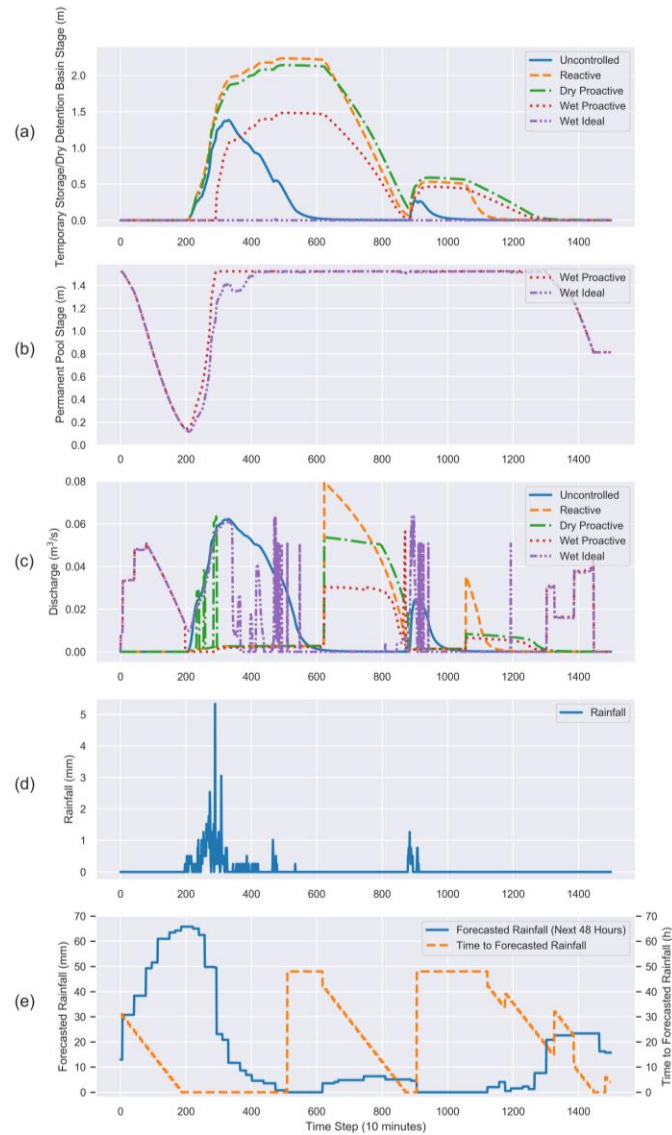 (a)
Temporary Storage/Dry Detention Basin Stage (m)
2.0
1.5
1.0
0.5
0.0
Uncontrolled
Reactive
Dry Proactive
Wet Proactive
Wet Ideal
0 200 400 600 800 1000 1200 1400
(b)
Permanent Pool Stage (m)
1.4
1.2
1.0
0.8
0.6
0.4
0.2
0.0
Wet Proactive
Wet Ideal
0 200 400 600 800 1000 1200 1400
(c)
Discharge (m³/s)
0.08
0.06
0.04
0.02
0.00
Uncontrolled
Reactive
Dry Proactive
Wet Proactive
Wet Ideal
0 200 400 600 800 1000 1200 1400
(d)
Rainfall (mm)
5
4
3
2
1
0
Rainfall
0 200 400 600 800 1000 1200 1400
(e)
Forecasted Rainfall (mm)
70
60
50
40
30
20
10
0
Forecasted Rainfall (Next 48 Hours)
Time to Forecasted Rainfall
70
60
50
40
30
20
10
0
Time to Forecasted Rainfall (h)
0 200 400 600 800 1000 1200 1400
Time Step (10 minutes)